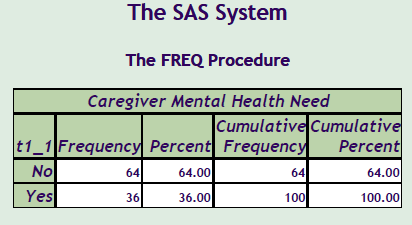 The SAS System
The FREQ Procedure
Caregiver Mental Health Need
t1_1 Frequency Percent Cumulative Frequency Cumulative Percent
No 64 64.00 64 64.00
Yes 36 36.00 100 100.00